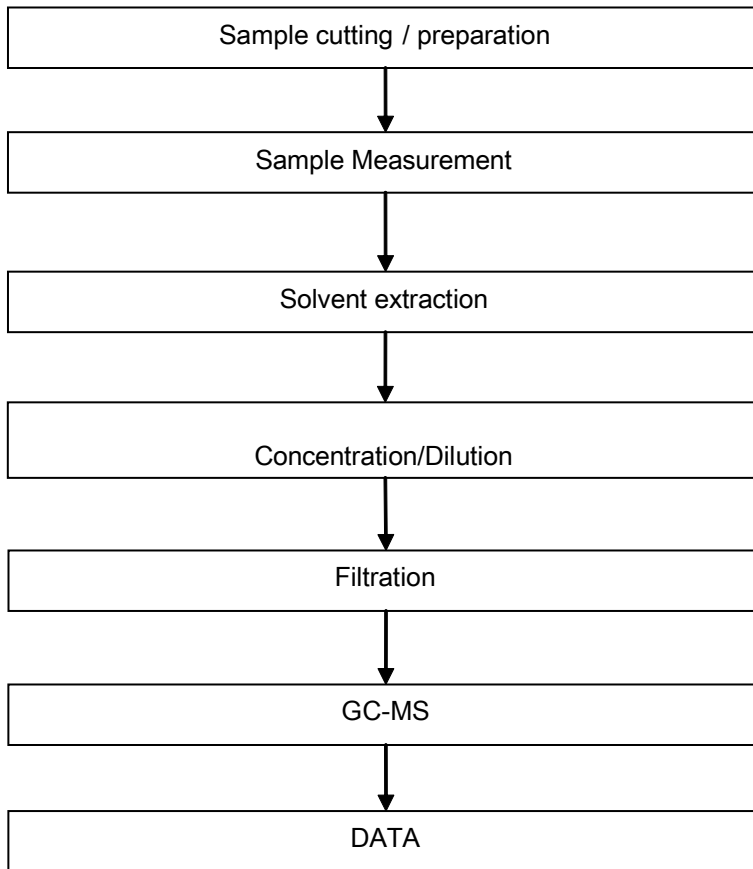 Sample cutting / preparation
Sample Measurement
Solvent extraction
Concentration/Dilution
Filtration
GC-MS
DATA